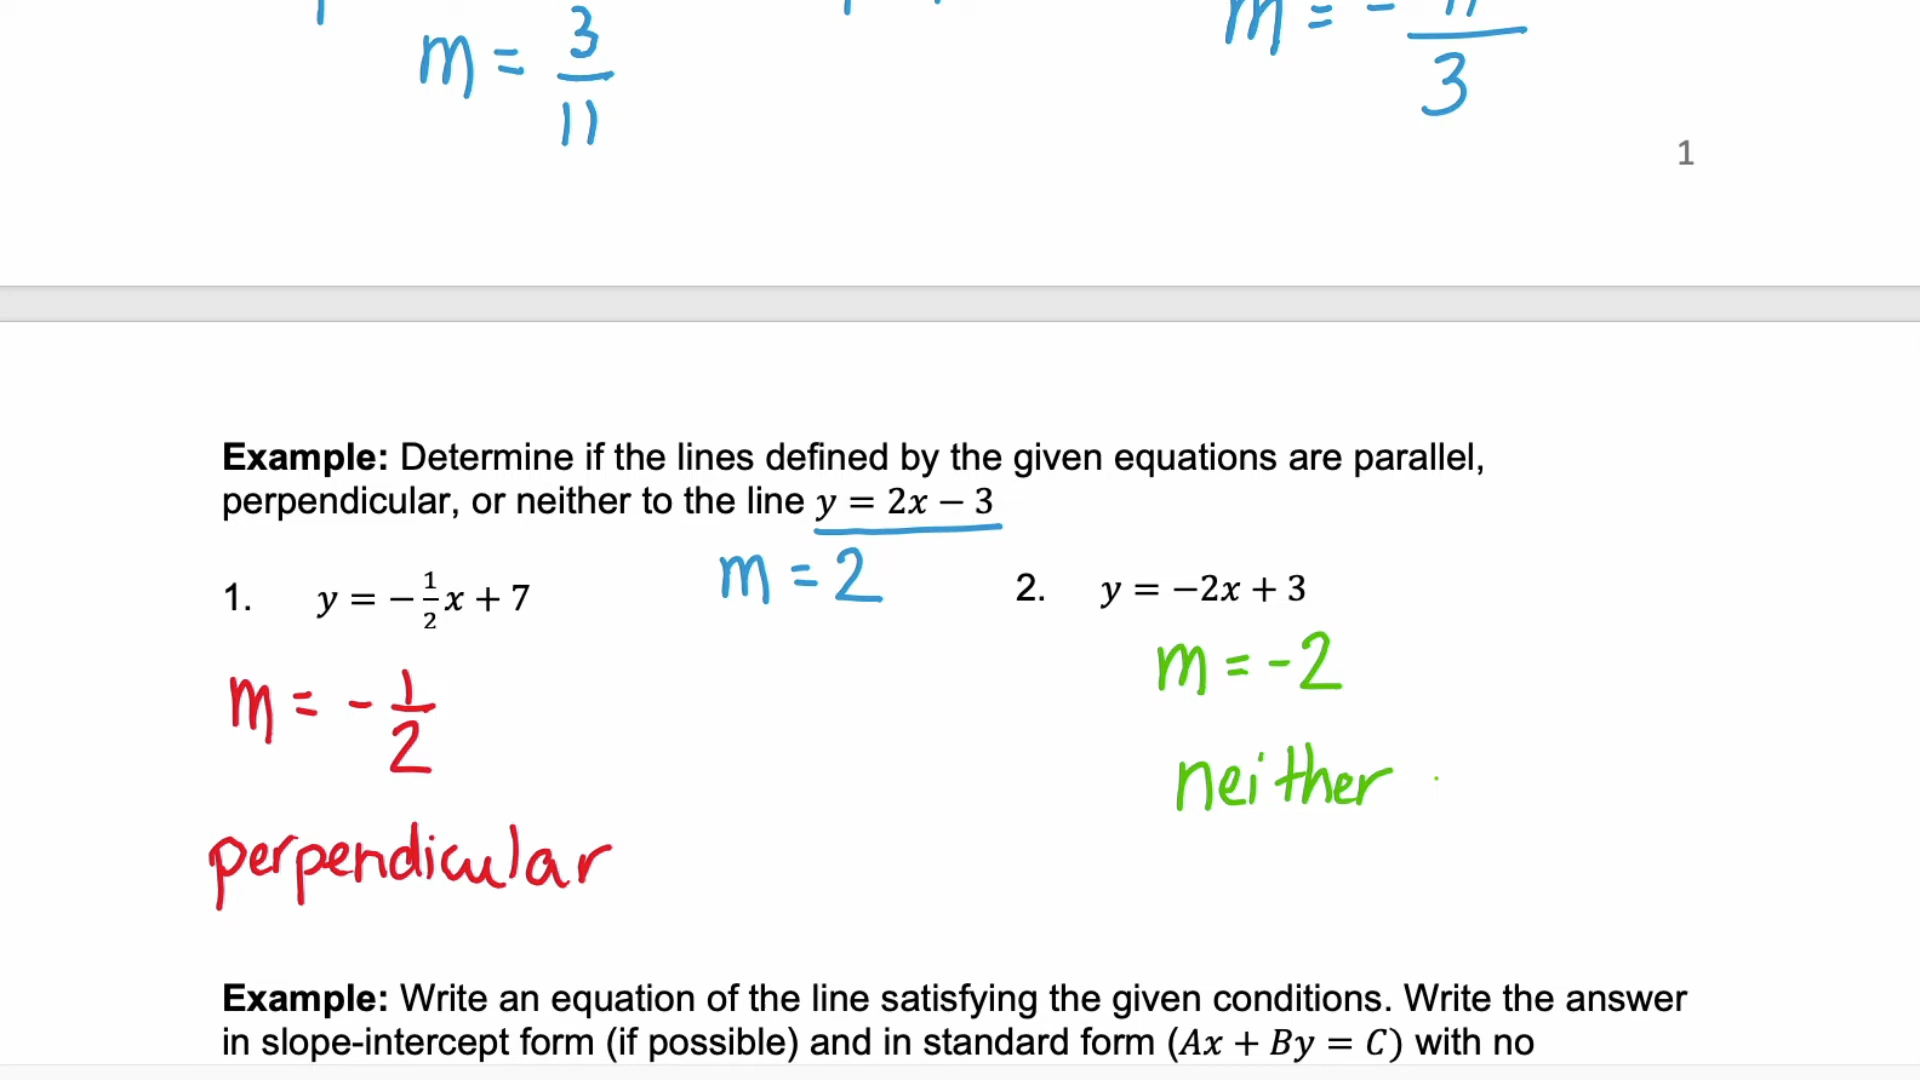 m = 3/11
m = - 11/3
1
Example: Determine if the lines defined by the given equations are parallel,
perpendicular, or neither to the line y = 2x − 3
m = 2
1. y = −1/2x + 7
2. y = −2x + 3
m = - 1/2
m = -2
neither
perpendicular
Example: Write an equation of the line satisfying the given conditions. Write the answer
in slope-intercept form (if possible) and in standard form (Ax + By = C) with no